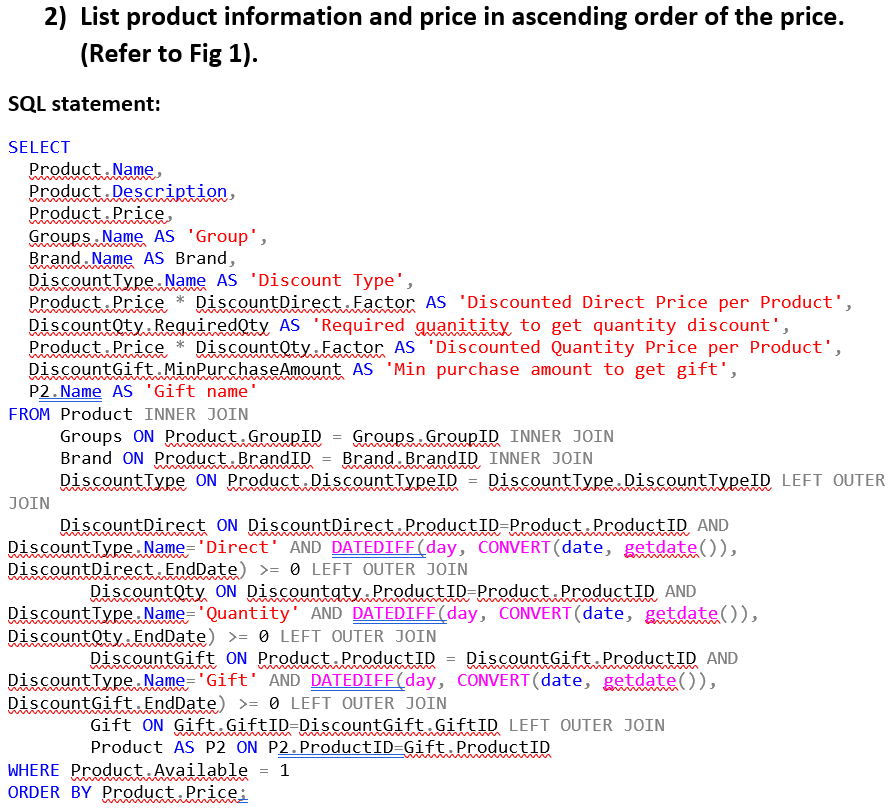 2) List product information and price in ascending order of the price.
(Refer to Fig 1).
SQL statement:
SELECT
Product.Name,
Product.Description,
Product.Price,
Groups.Name AS 'Group',
Brand.Name AS Brand,
DiscountType.Name AS 'Discount Type',
Product.Price * DiscountDirect.Factor AS 'Discounted Direct Price per Product',
DiscountQty.RequiredQty AS 'Required quanitity to get quantity discount',
Product.Price * DiscountQty.Factor AS 'Discounted Quantity Price per Product',
DiscountGift.MinPurchaseAmount AS 'Min purchase amount to get gift',
P2.Name AS 'Gift name'
FROM Product INNER JOIN
Groups ON Product.GroupID = Groups.GroupID INNER JOIN
Brand ON Product.BrandID = Brand.BrandID INNER JOIN
DiscountType ON Product.DiscountTypeID = DiscountType.DiscountTypeID LEFT OUTER
JOIN
DiscountDirect ON DiscountDirect.ProductID=Product.ProductID AND
DiscountType.Name='Direct' AND DATEDIFF(day, CONVERT(date, getdate()),
DiscountDirect.EndDate) >= 0 LEFT OUTER JOIN
DiscountQty ON Discountqty.ProductID=Product.ProductID AND
DiscountType.Name='Quantity' AND DATEDIFF(day, CONVERT(date, getdate()),
DiscountQty.EndDate) >= 0 LEFT OUTER JOIN
DiscountGift ON Product.ProductID = DiscountGift.ProductID AND
DiscountType.Name='Gift' AND DATEDIFF(day, CONVERT(date, getdate()),
DiscountGift.EndDate) >= 0 LEFT OUTER JOIN
Gift ON Gift.GiftID=DiscountGift.GiftID LEFT OUTER JOIN
Product AS P2 ON P2.ProductID=Gift.ProductID
WHERE Product.Available = 1
ORDER BY Product.Price;